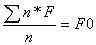 ∑ n * F / n = F0